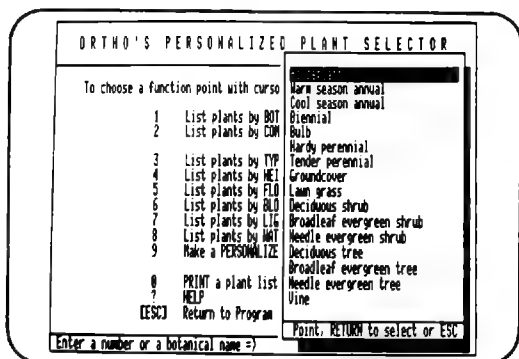 ORTHO'S PERSONALIZED PLANT SELECTOR
To choose a function point with curso
1 List plants by BOT
2 List plants by COM
3 List plants by TYP
4 List plants by HEI
5 List plants by FLO
6 List plants by BLO
7 List plants by LIG
8 List plants by WAT
9 Make a PERSONALIZE
0 PRINT a plant list
? HELP
[ESC] Return to Program
Enter a number or a botanical name =>
Warm season annual
Cool season annual
Biennial
Bulb
Hardy perennial
Tender perennial
Groundcover
Lawn grass
Deciduous shrub
Broadleaf evergreen shrub
Needle evergreen shrub
Deciduous tree
Broadleaf evergreen tree
Needle evergreen tree
Vine
Point, RETURN to select or ESC